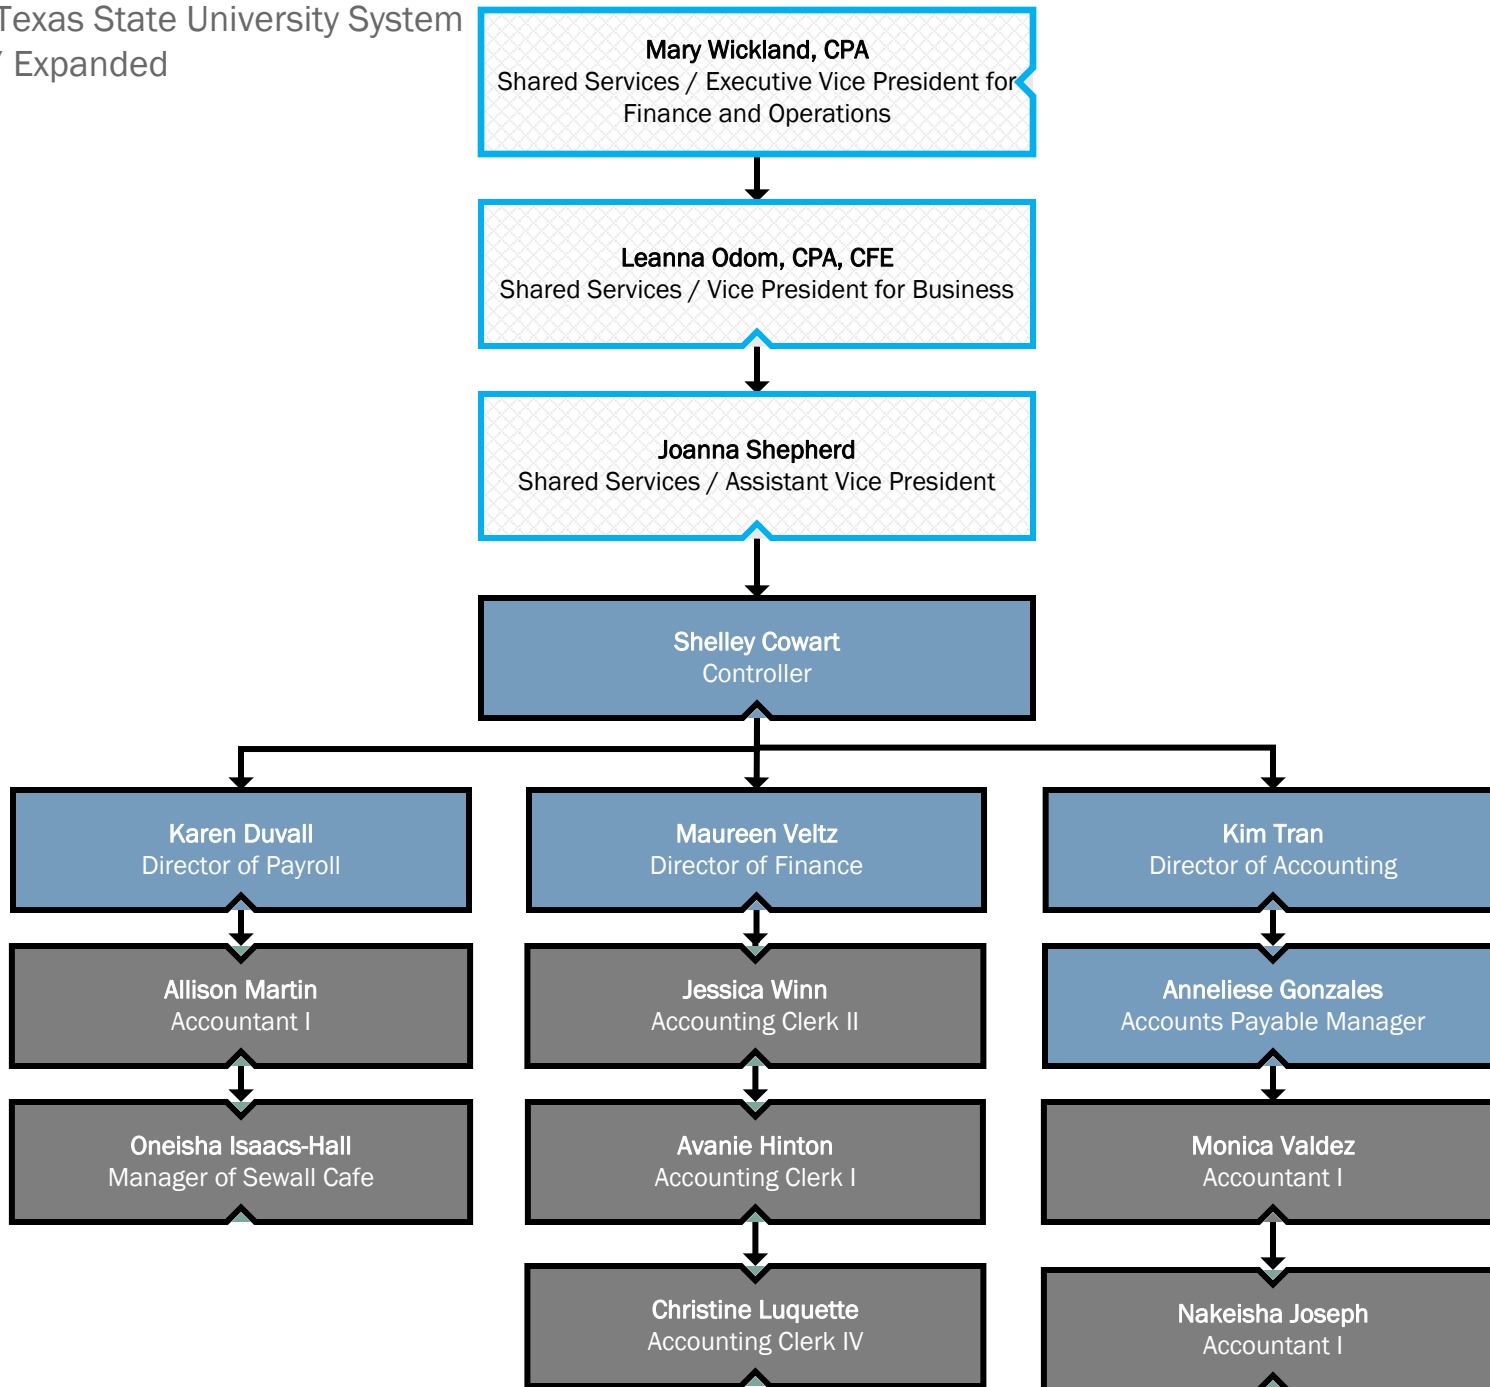 Texas State University System
Expanded
Mary Wickland, CPA
Shared Services / Executive Vice President for
Finance and Operations
Leanna Odom, CPA, CFE
Shared Services / Vice President for Business
Joanna Shepherd
Shared Services / Assistant Vice President
Shelley Cowart
Controller
Karen Duvall
Director of Payroll
Maureen Veltz
Director of Finance
Kim Tran
Director of Accounting
Allison Martin
Accountant I
Jessica Winn
Accounting Clerk II
Anneliese Gonzales
Accounts Payable Manager
Oneisha Isaacs-Hall
Manager of Sewall Cafe
Avanie Hinton
Accounting Clerk I
Monica Valdez
Accountant I
Christine Luquette
Accounting Clerk IV
Nakeisha Joseph
Accountant I